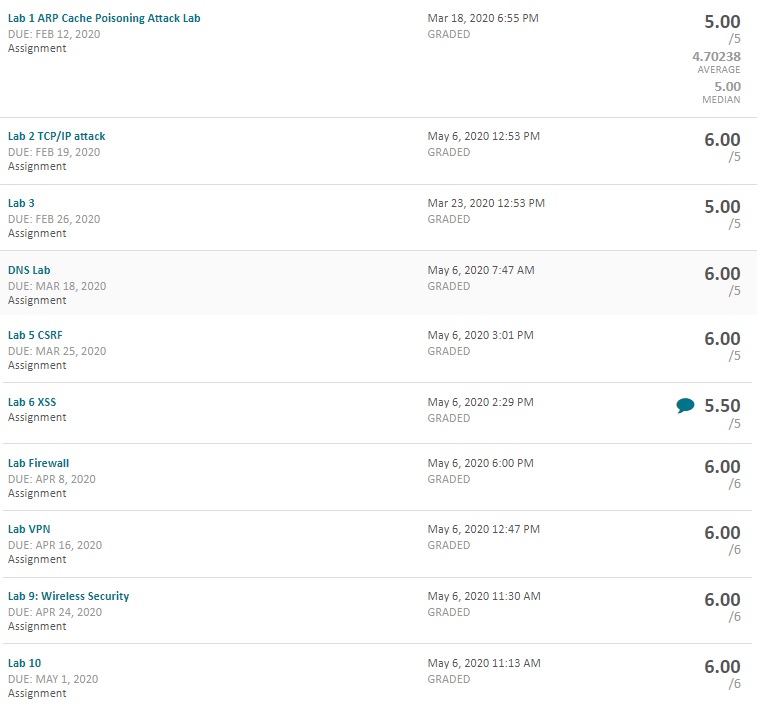 Lab 1 ARP Cache Poisoning Attack Lab
DUE: FEB 12, 2020
Assignment
Mar 18, 2020 6:55 PM
GRADED
5.00
/5
4.70238
AVERAGE
5.00
MEDIAN
Lab 2 TCP/IP attack
DUE: FEB 19, 2020
Assignment
May 6, 2020 12:53 PM
GRADED
6.00
/5
Lab 3
DUE: FEB 26, 2020
Assignment
Mar 23, 2020 12:53 PM
GRADED
5.00
/5
DNS Lab
DUE: MAR 18, 2020
Assignment
May 6, 2020 7:47 AM
GRADED
6.00
/5
Lab 5 CSRF
DUE: MAR 25, 2020
Assignment
May 6, 2020 3:01 PM
GRADED
6.00
/5
Lab 6 XSS
Assignment
May 6, 2020 2:29 PM
GRADED
5.50
/5
Lab Firewall
DUE: APR 8, 2020
Assignment
May 6, 2020 6:00 PM
GRADED
6.00
/6
Lab VPN
DUE: APR 16, 2020
Assignment
May 6, 2020 12:47 PM
GRADED
6.00
/6
Lab 9: Wireless Security
DUE: APR 24, 2020
Assignment
May 6, 2020 11:30 AM
GRADED
6.00
/6
Lab 10
DUE: MAY 1, 2020
Assignment
May 6, 2020 11:13 AM
GRADED
6.00
/6